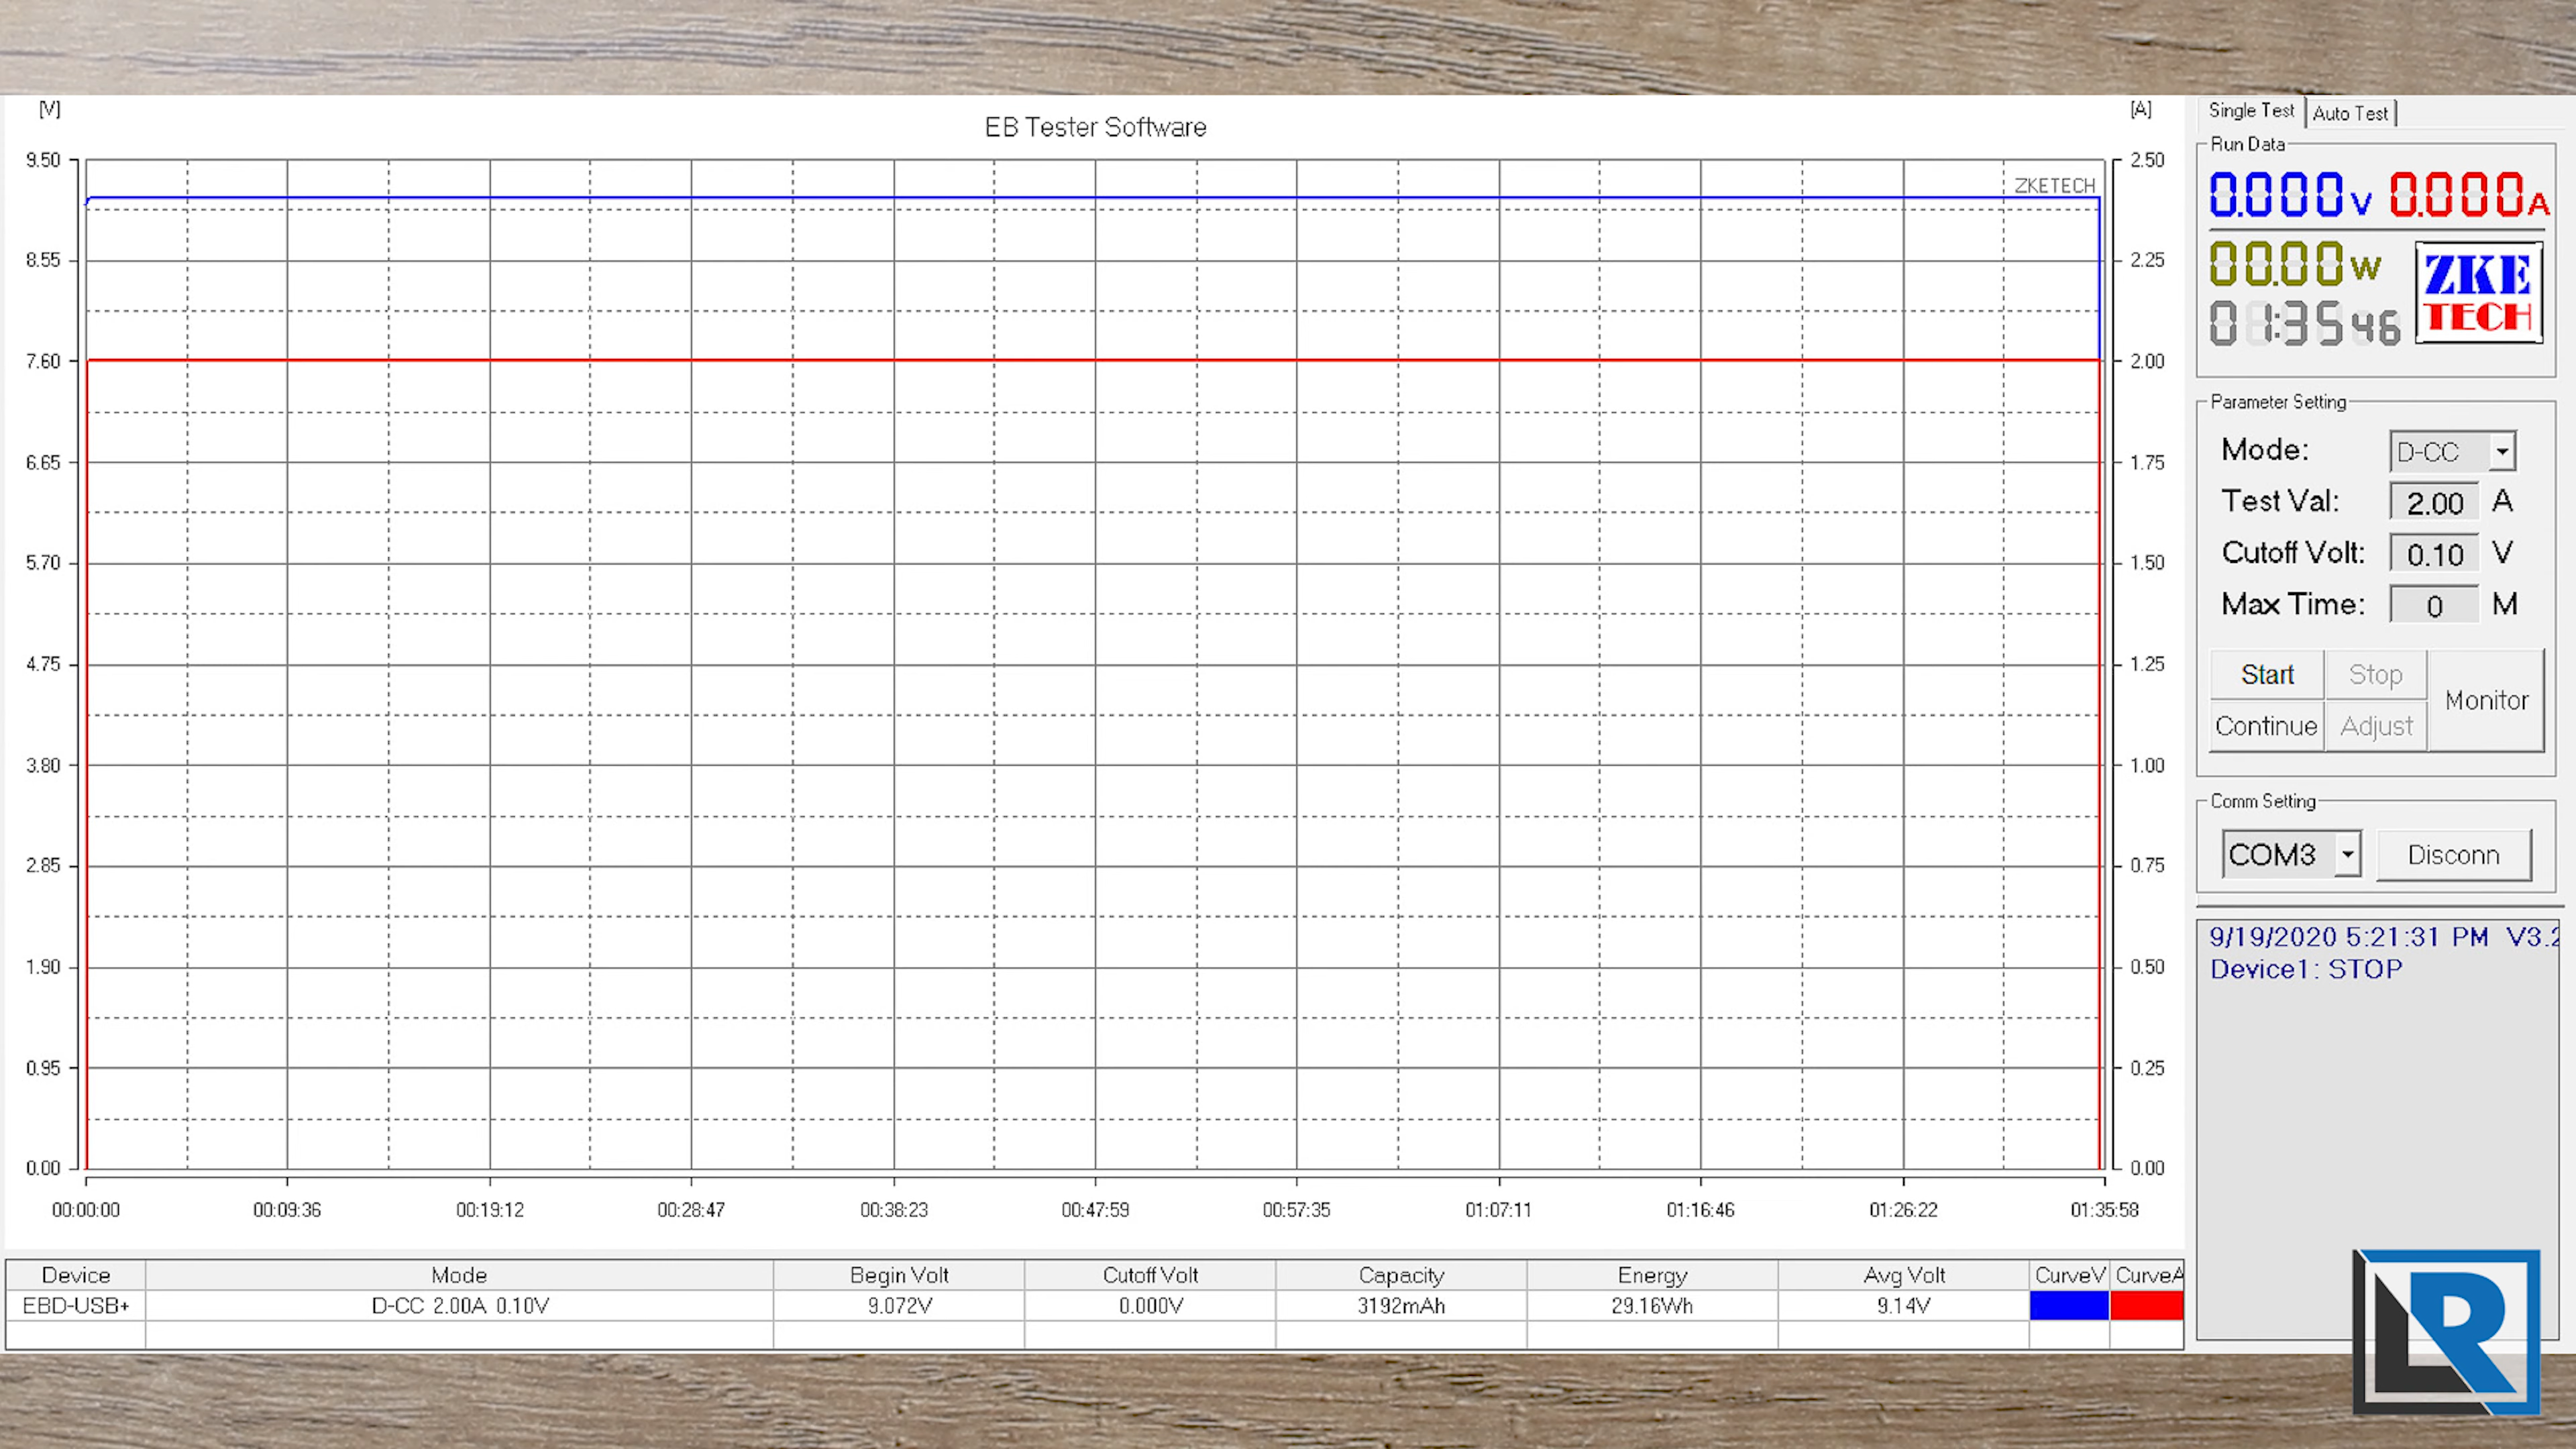 [V]
EB Tester Software
[A]
ZKETECH
9.50
8.55
7.60
6.65
5.70
4.75
3.80
2.85
1.90
0.95
0.00
2.50
2.25
2.00
1.75
1.50
1.25
1.00
0.75
0.50
0.25
0.00
00:00:00 00:09:36 00:19:12 00:28:47 00:38:23 00:47:59 00:57:35 01:07:11 01:16:46 01:26:22 01:35:58
Device Mode Begin Volt Cutoff Volt Capacity Energy Avg Volt CurveV CurveA
EBD-USB+ D-CC 2.00A 0.10V 9.072V 0.000V 3192mAh 29.16Wh 9.14V
Single Test Auto Test
Run Data
0.000V 0.000A
00.00W
01:35 46
ZKE
TECH
Parameter Setting
Mode: D-CC
Test Val: 2.00 A
Cutoff Volt: 0.10 V
Max Time: 0 M
Start Stop
Monitor
Continue Adjust
Comm Setting
COM3 Disconn
9/19/2020 5:21:31 PM V3.2
Device1: STOP
LR